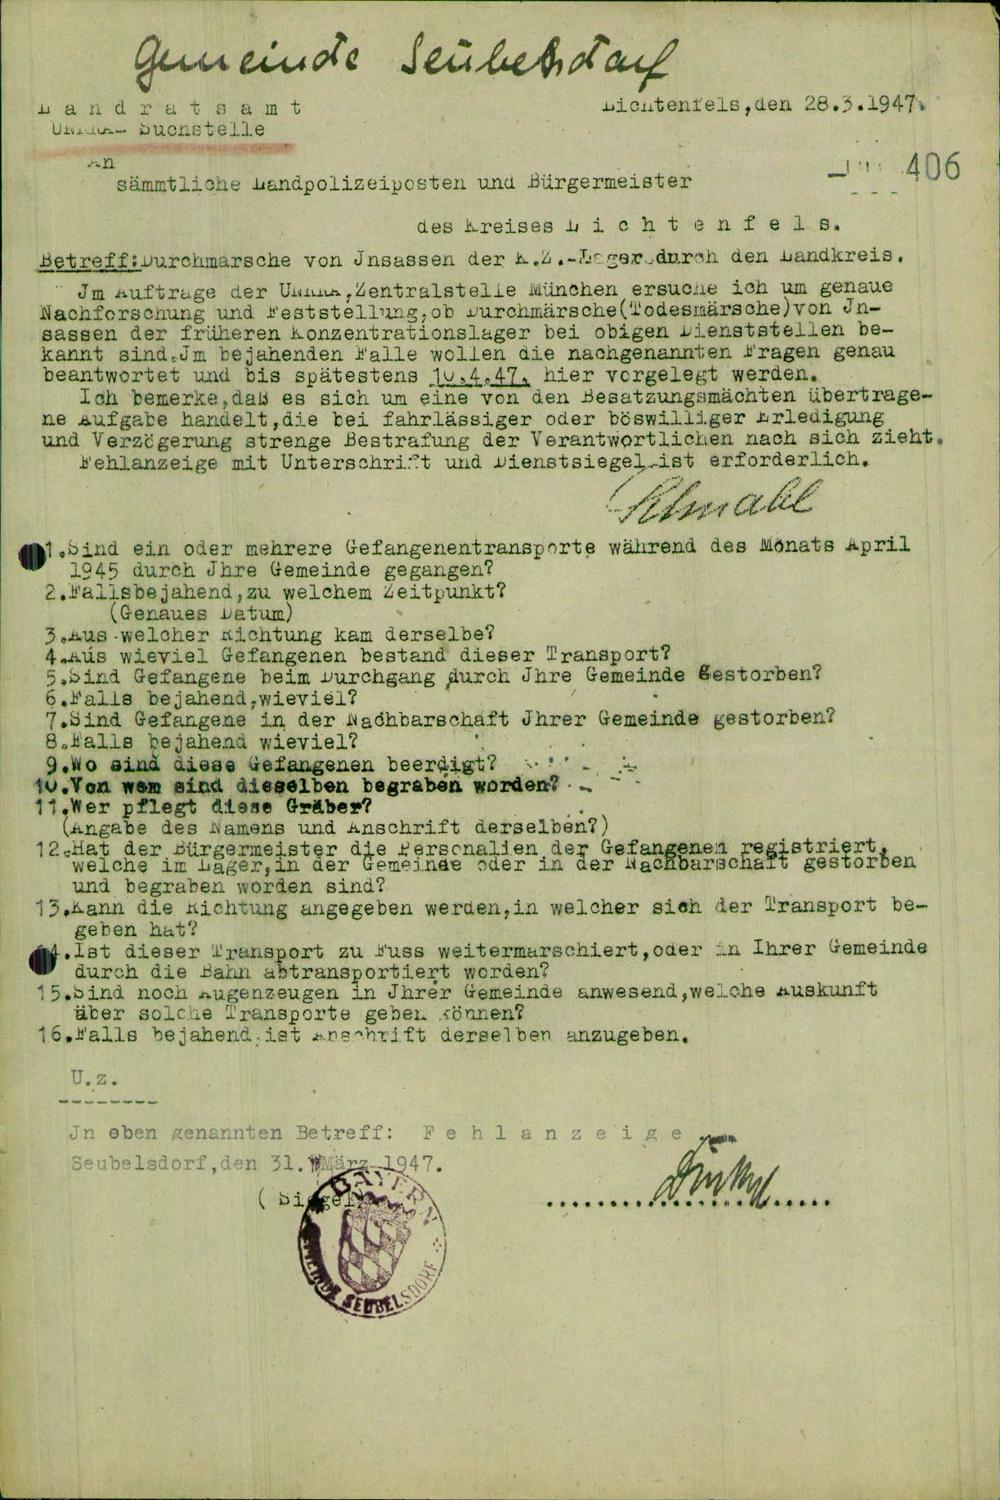 Gemeinde Seubelsdorf
Landratsamt
Lichtenfels,den 28.3.1947.
UNRRA- Suchstelle
An
406
sämmtliche Landpolizeiposten und Bürgermeister
des Kreises L i c h t e n f e l s.
Betreff:Durchmärsche von Jnsassen der K.Z.-Lager durch den Landkreis.
Jm Auftrage der UNRRA,Zentralstelle München ersuche ich um genaue
Nachforschung und Feststellung,ob Durchmärsche(Todesmärsche)von Jn-
sassen der früheren Konzentrationslager bei obigen Dienststellen be-
kannt sind.Jm bejahenden Falle wollen die nachgenannten Fragen genau
beantwortet und bis spätestens 10.4.47. hier vorgelegt werden.
Ich bemerke,daß es sich um eine von den Besatzungsmächten übertrage-
ne Aufgabe handelt,die bei fahrlässiger oder böswilliger Erledigung
und Verzögerung strenge Bestrafung der Verantwortlichen nach sich zieht.
Fehlanzeige mit Unterschrift und Dienstsiegel ist erforderlich.
Schnabl
1.Sind ein oder mehrere Gefangenentransporte während des Monats April
1945 durch Jhre Gemeinde gegangen?
2.Fallsbejahend,zu welchem Zeitpunkt?
(Genaues Datum)
3.Aus welcher Richtung kam derselbe?
4.Aus wieviel Gefangenen bestand dieser Transport?
5.Sind Gefangene beim Durchgang durch Jhre Gemeinde gestorben?
6.Falls bejahend,wieviel?
7.Sind Gefangene in der Nachbarschaft Jhrer Gemeinde gestorben?
8.Falls bejahend wieviel?
9.Wo sind diese Gefangenen beerdigt?
10.Von wem sind dieselben begraben worden?
11.Wer pflegt diese Gräber?
(Angabe des Namens und Anschrift derselben?)
12.Hat der Bürgermeister die Personalien der Gefangenen registriert,
welche im Lager,in der Gemeinde oder in der Nachbarschaft gestorben
und begraben worden sind?
13.Kann die Richtung angegeben werden,in welcher sich der Transport be-
geben hat?
14.Ist dieser Transport zu Fuss weitermarschiert,oder in Ihrer Gemeinde
durch die Bahn abtransportiert worden?
15.Sind noch Augenzeugen in Jhrer Gemeinde anwesend,welche Auskunft
über solche Transporte geben können?
16.Falls bejahend,ist Anschrift derselben anzugeben.
U.z.
--------
Jn oben genannten Betreff: F e h l a n z e i g e
Seubelsdorf,den 31. März 1947.
(Siegel)
BAYERN
GEMEINDE SEUBELSDORF